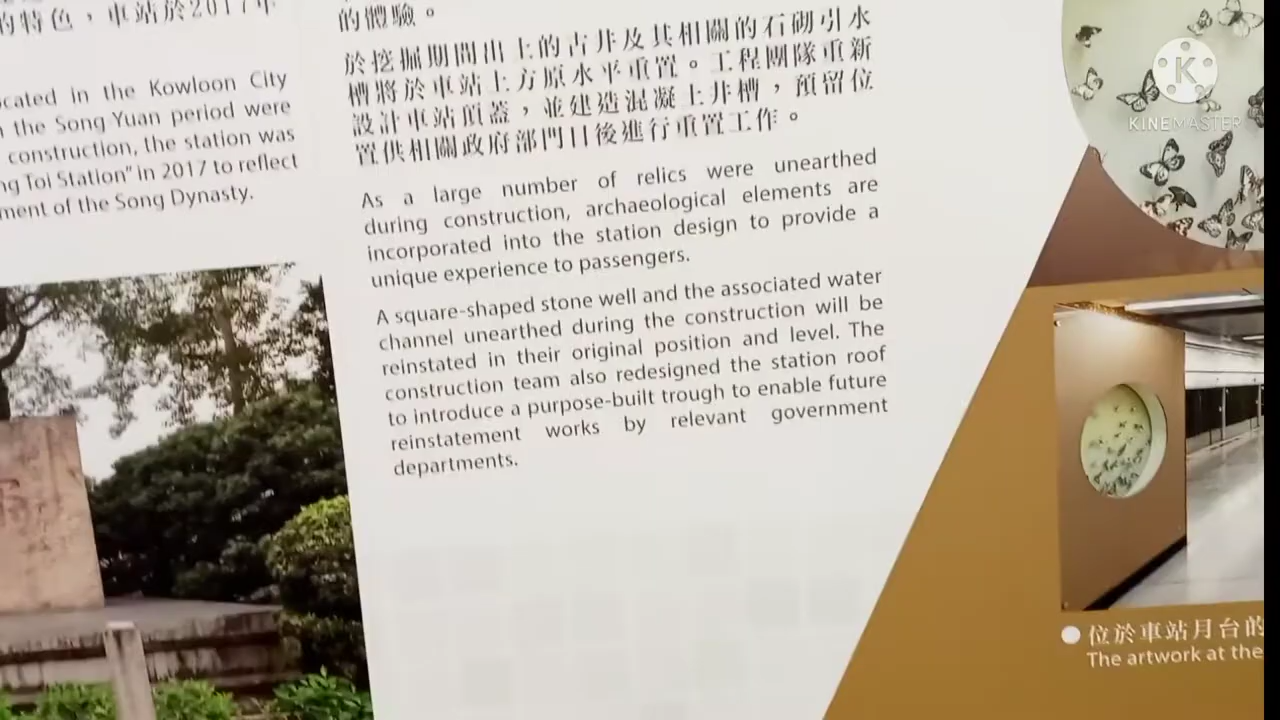 的特色，車站於2017年
ocated in the Kowloon City
the Song Yuan period were
construction, the station was
ng Toi Station" in 2017 to reflect
ment of the Song Dynasty.
的體驗。
於挖掘期間出土的古井及其相關的石砌引水
槽將於車站上方原水平重置。工程團隊重新
設計車站頂蓋，並建造混凝土井槽，預留位
置供相關政府部門日後進行重置工作。
As a large number of relics were unearthed
during construction, archaeological elements are
incorporated into the station design to provide a
unique experience to passengers.
A square-shaped stone well and the associated water
channel unearthed during the construction will be
reinstated in their original position and level. The
construction team also redesigned the station roof
to introduce a purpose-built trough to enable future
reinstatement works by relevant government
departments.
K
KINEMASTER
位於車站月台的
The artwork at the